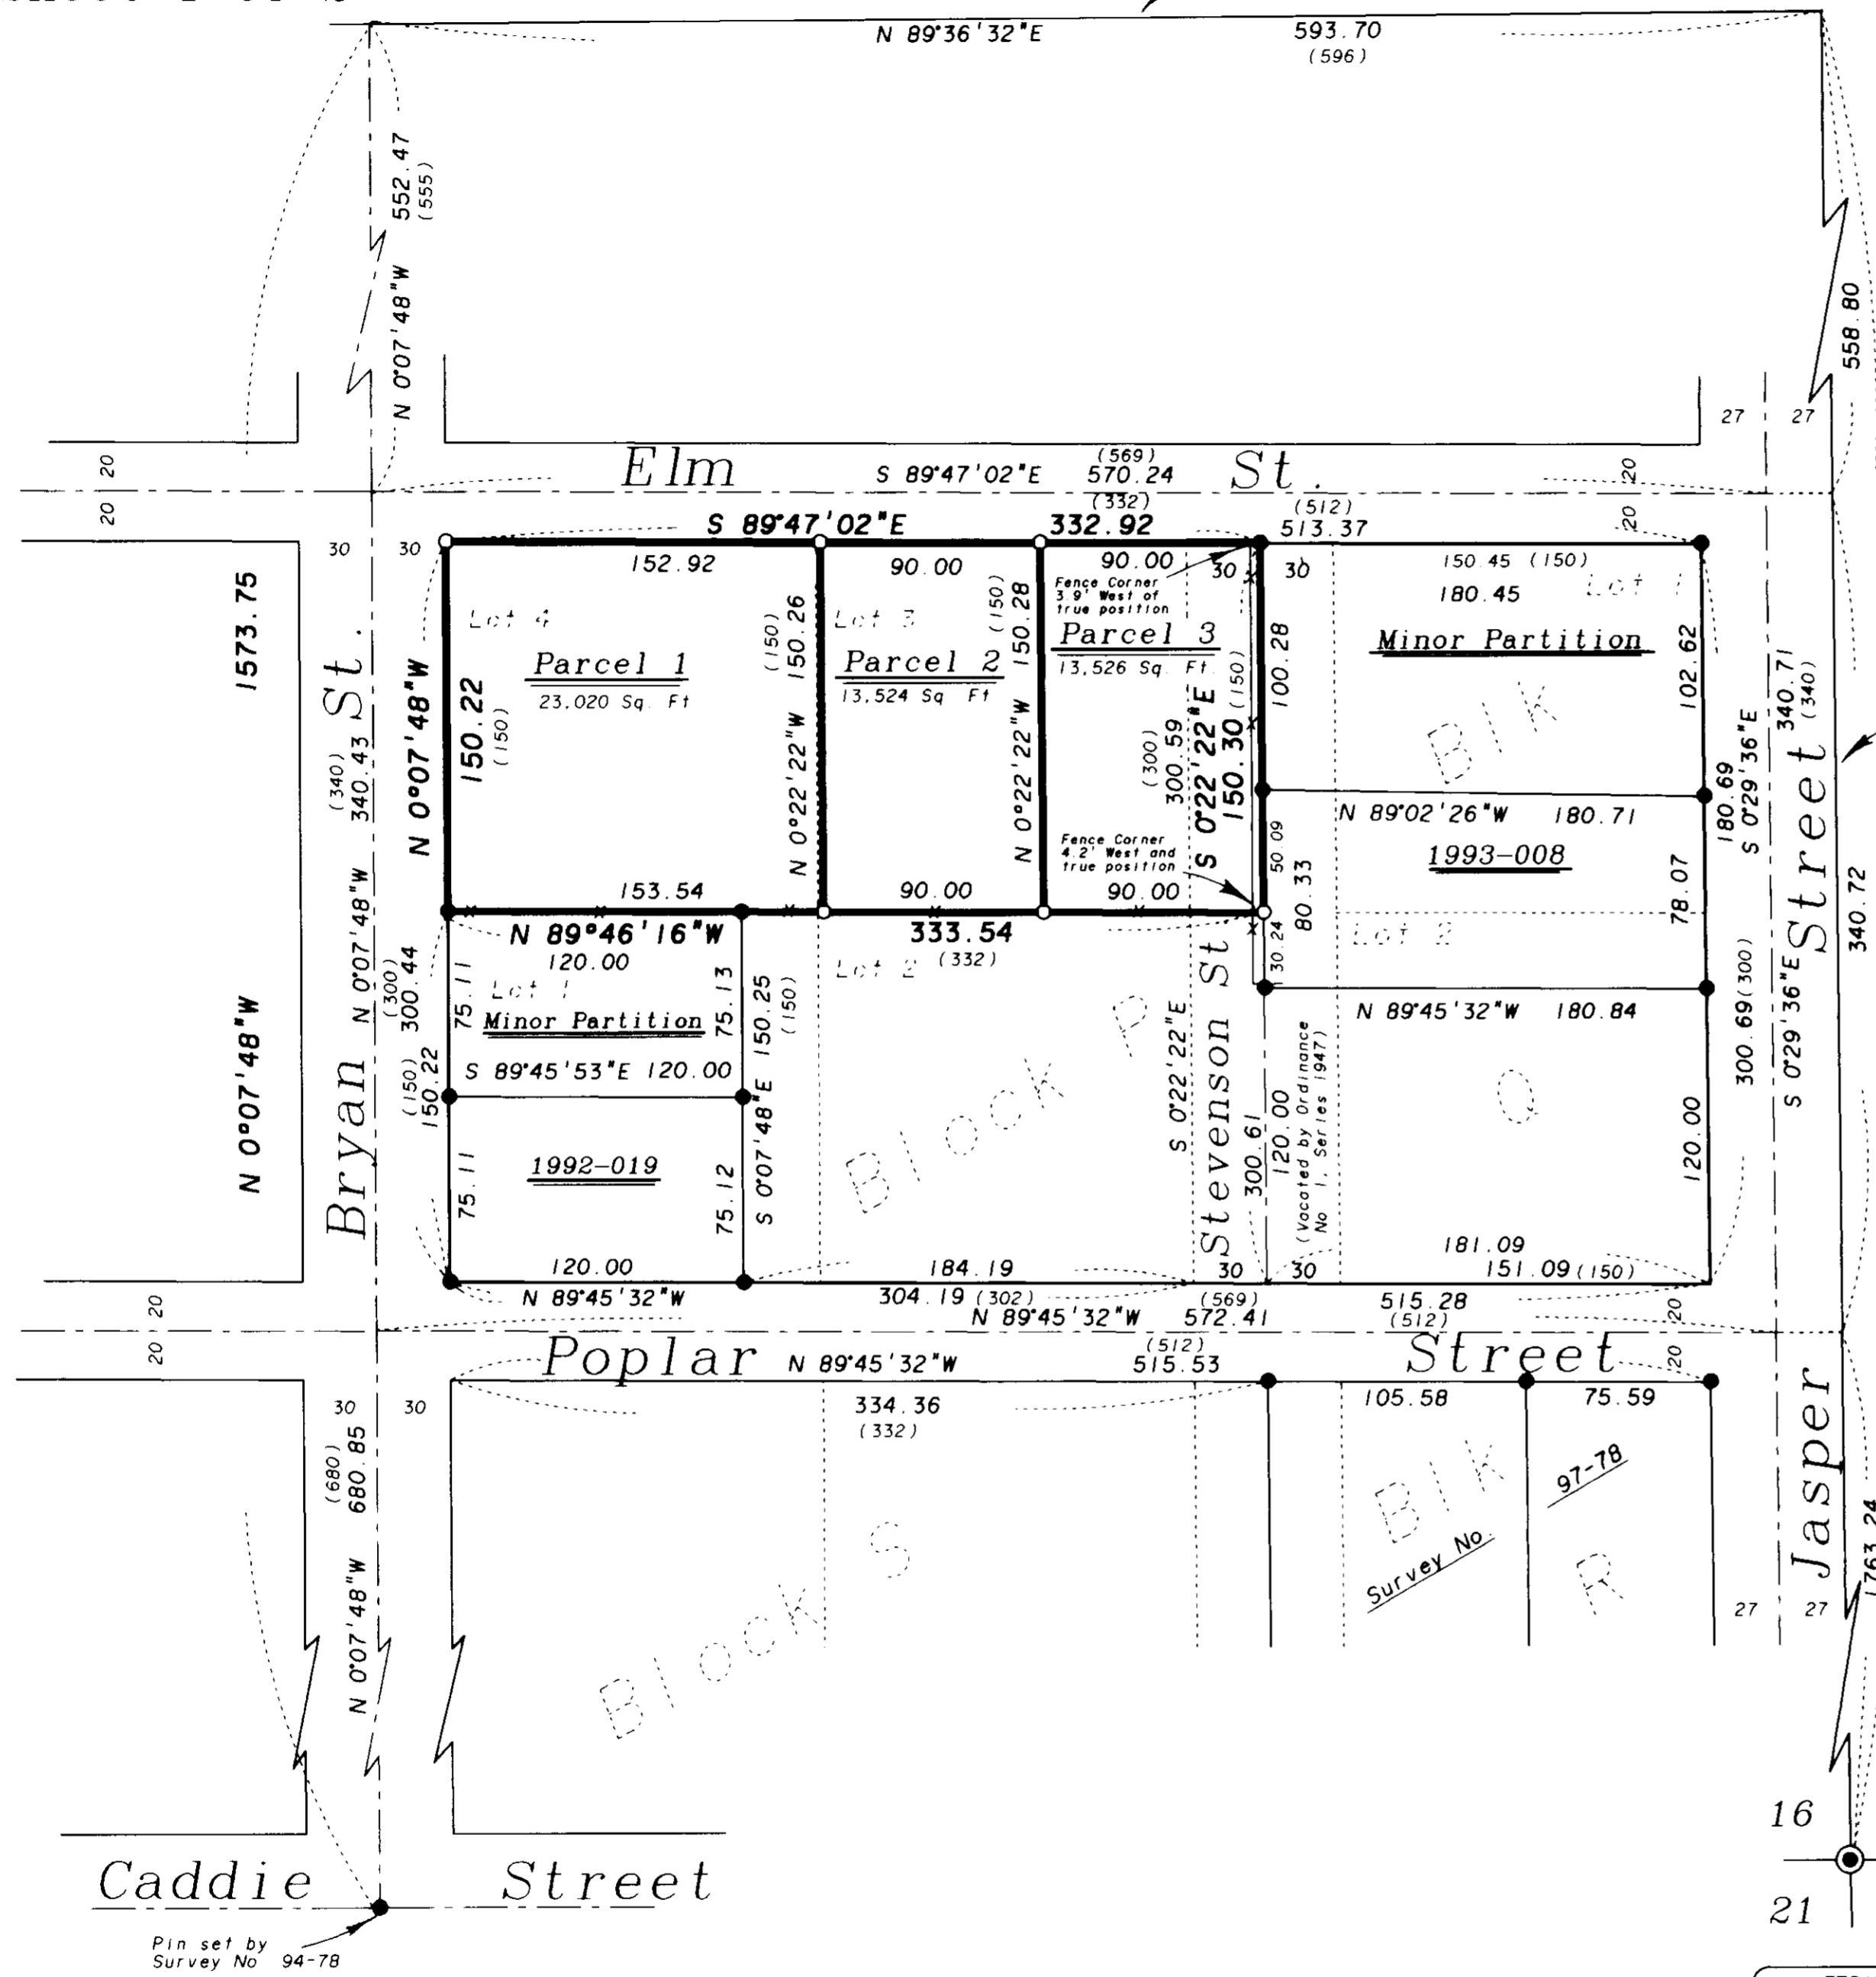 N 89°36'32"E 593.70
(596)
N 0°07'48"W 552.47
(555)
558.80
27 27
20
20
Elm St.
S 89°47'02"E 570.24
(569)
(332)
20
20
30 30
S 89°47'02"E 332.92
(512)
513.37
152.92
90.00
90.00
30 30
150.45 (150)
180.45
Lot 1
Fence Corner
3.9' West of
true position
Lot 4
Parcel 1
23,020 Sq. Ft
Lot 3
Parcel 2
13,524 Sq Ft
Parcel 3
13,526 Sq. Ft.
Minor Partition
Blk
1573.75
N 0°07'48"W
Bryan St.
(340)
N 0°07'48"W 340.43
N 0°07'48"W
150.22
(150)
(150)
N 0°22'22"W 150.26
(150)
N 0°22'22"W 150.28
(300)
300.59
S 0°22'22"E
150.30 (150)
100.28
102.62
180.69
S 0°29'36"E
340.71
(340)
N 89°02'26"W 180.71
1993-008
Fence Corner
4.2' West and
true position
50.09
80.33
30.24
78.07
153.54
90.00
90.00
N 89°46'16"W 333.54
(332)
120.00
Lot 1
Lot 2
Lot 2
Minor Partition
75.11
75.13
S 0°07'48"E 150.25
(150)
(300)
300.44
(150)
150.22
S 89°45'53"E 120.00
1992-019
75.11
75.12
Block P
S 0°22'22"E
Stevenson St
300.61
120.00
(Vacated by Ordinance
No 1, Series 1947)
N 89°45'32"W 180.84
Q
120.00
300.69 (300)
S 0°29'36"E
340.72
Jasper Street
120.00
184.19
30 30
181.09
151.09 (150)
N 89°45'32"W
304.19 (302)
N 89°45'32"W 572.41
(569)
515.28
(512)
20
20
20
Poplar Street
N 89°45'32"W 515.53
(512)
20
334.36
(332)
105.58
75.59
30 30
(680)
N 0°07'48"W 680.85
Block S
Blk R
Survey No. 97-78
27 27
1763.24
16
21
Caddie Street
Pin set by
Survey No 94-78